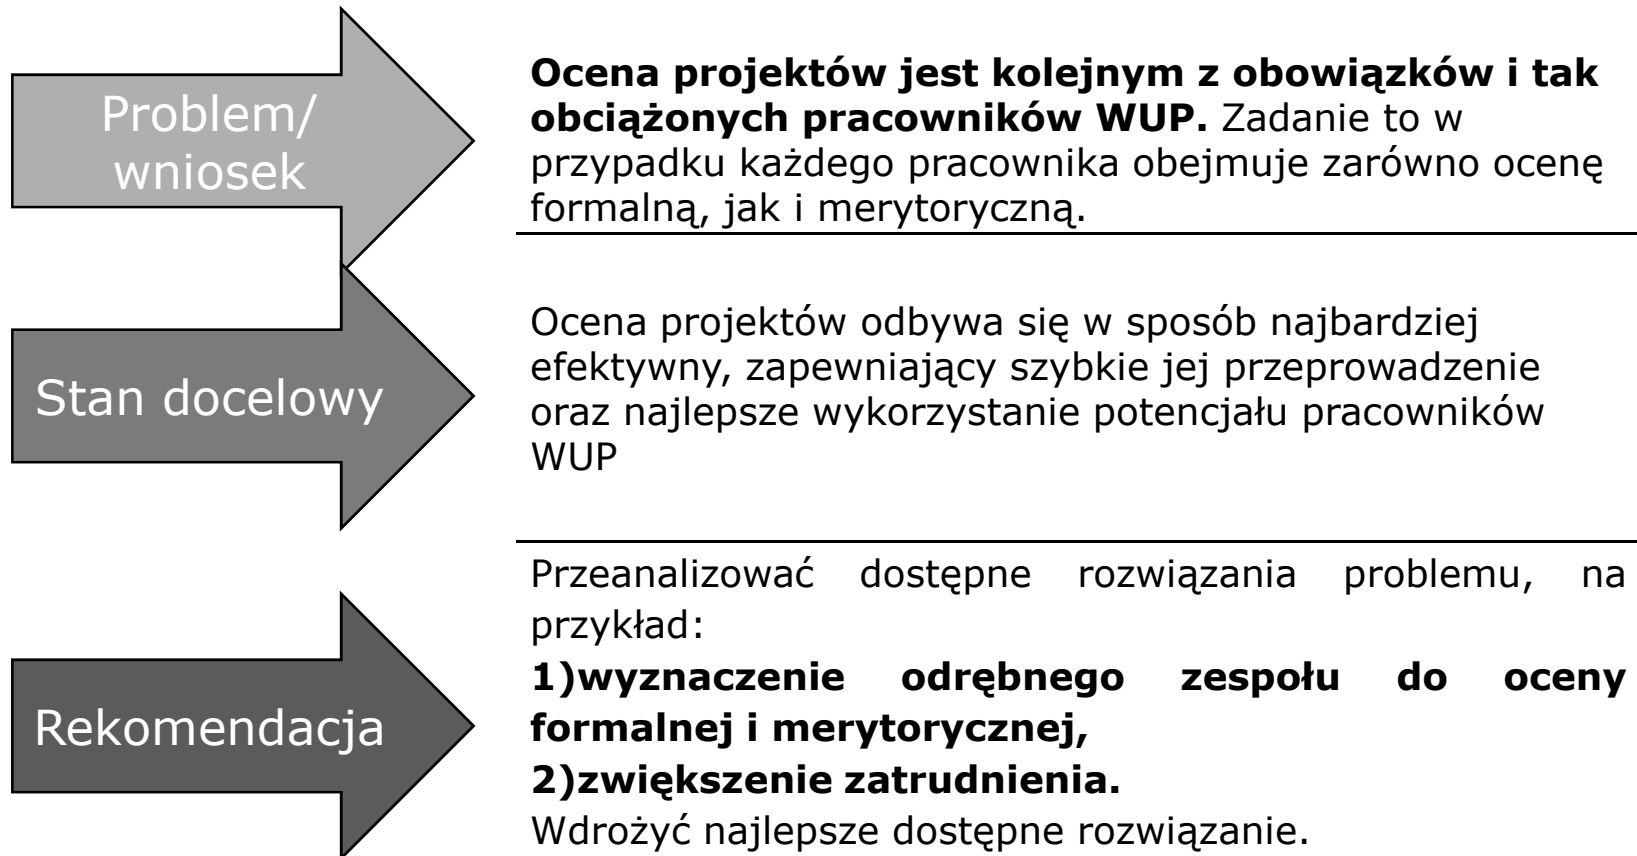 Problem/
wniosek
Ocena projektów jest kolejnym z obowiązków i tak
obciążonych pracowników WUP. Zadanie to w
przypadku każdego pracownika obejmuje zarówno ocenę
formalną, jak i merytoryczną.
Stan docelowy
Ocena projektów odbywa się w sposób najbardziej
efektywny, zapewniający szybkie jej przeprowadzenie
oraz najlepsze wykorzystanie potencjału pracowników
WUP
Rekomendacja
Przeanalizować dostępne rozwiązania problemu, na
przykład:
1)wyznaczenie odrębnego zespołu do oceny
formalnej i merytorycznej,
2)zwiększenie zatrudnienia.
Wdrożyć najlepsze dostępne rozwiązanie.